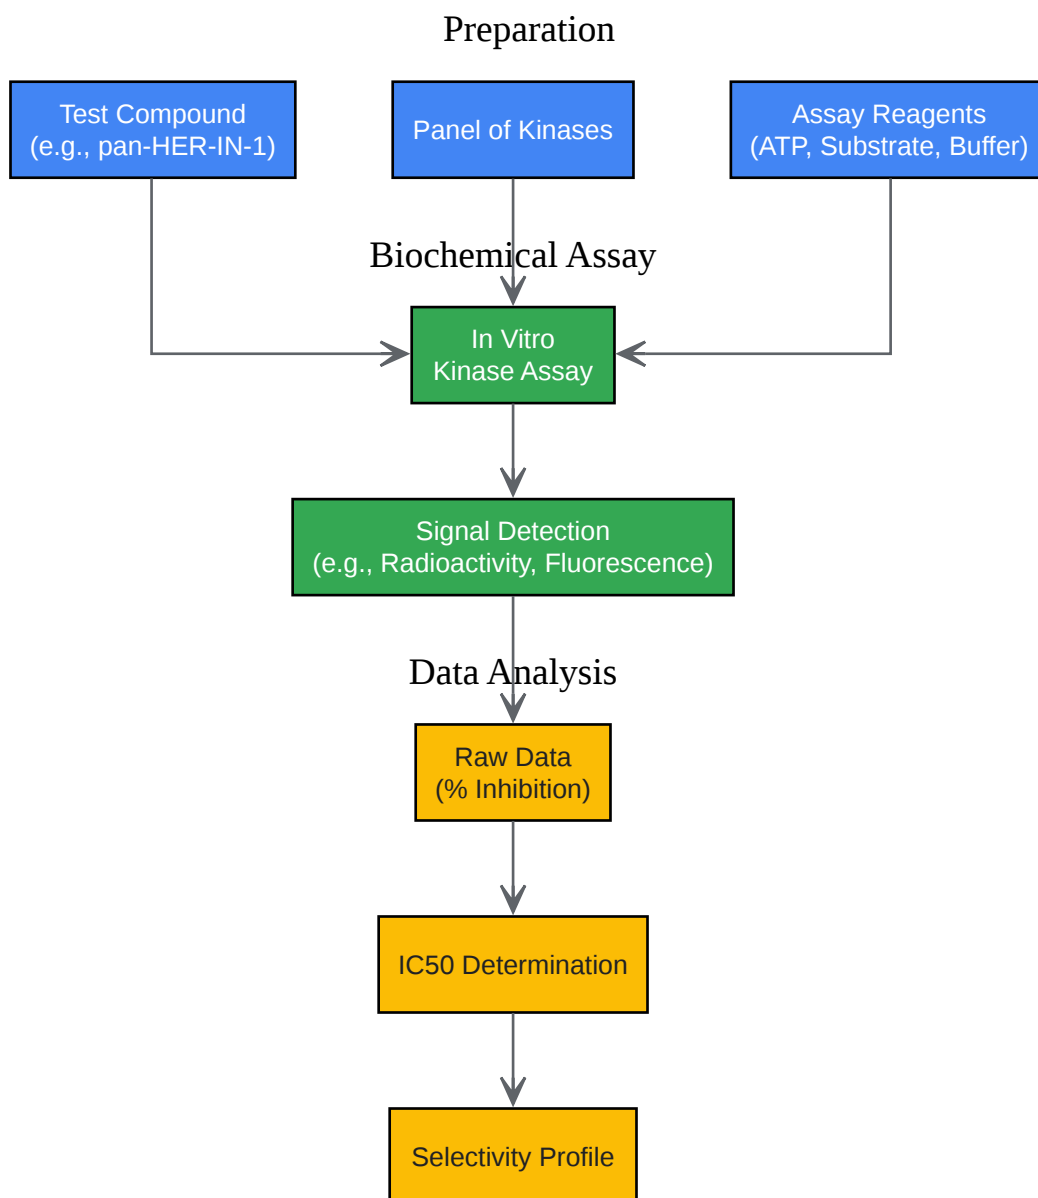 Preparation
Test Compound
(e.g., pan-HER-IN-1)
Panel of Kinases
Assay Reagents
(ATP, Substrate, Buffer)
Biochemical Assay
In Vitro
Kinase Assay
Signal Detection
(e.g., Radioactivity, Fluorescence)
Data Analysis
Raw Data
(% Inhibition)
IC50 Determination
Selectivity Profile